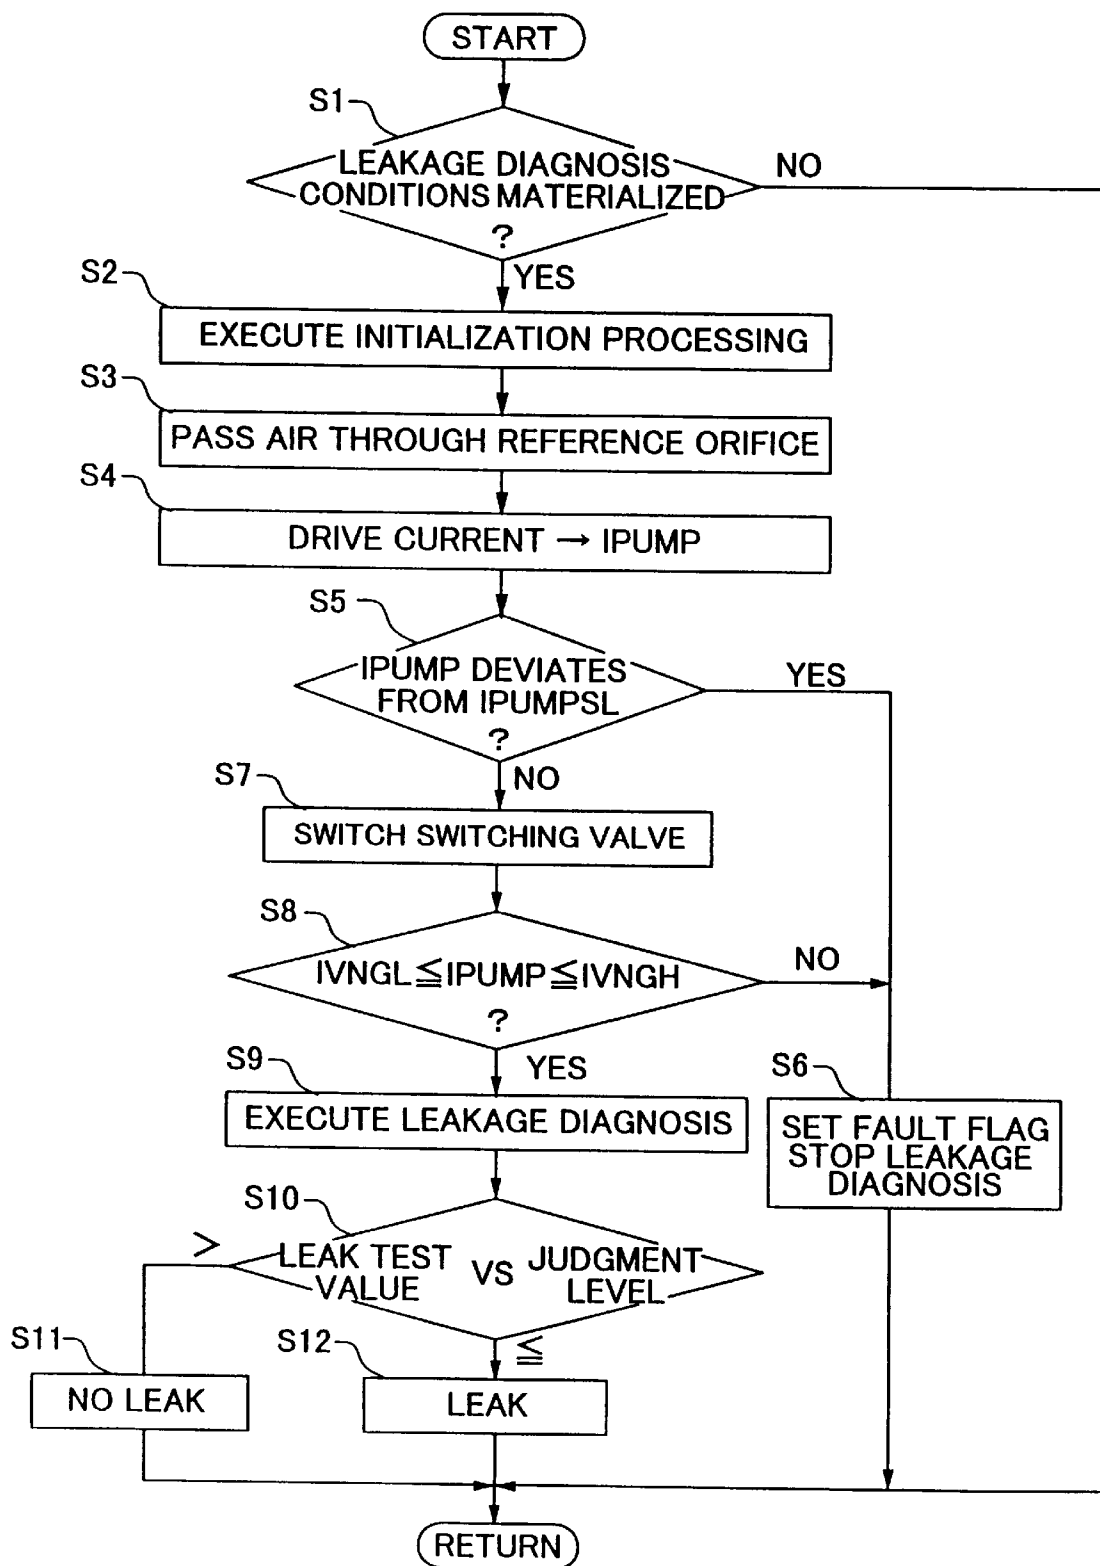 START
S1
LEAKAGE DIAGNOSIS
CONDITIONS MATERIALIZED
?
NO
YES
S2
EXECUTE INITIALIZATION PROCESSING
S3
PASS AIR THROUGH REFERENCE ORIFICE
S4
DRIVE CURRENT → IPUMP
S5
IPUMP DEVIATES
FROM IPUMPSL
?
YES
NO
S7
SWITCH SWITCHING VALVE
S8
IVNGL≦IPUMP≦IVNGH
?
NO
YES
S9
EXECUTE LEAKAGE DIAGNOSIS
S6
SET FAULT FLAG
STOP LEAKAGE
DIAGNOSIS
S10
LEAK TEST
VALUE
VS
JUDGMENT
LEVEL
>
≦
S11
NO LEAK
S12
LEAK
RETURN